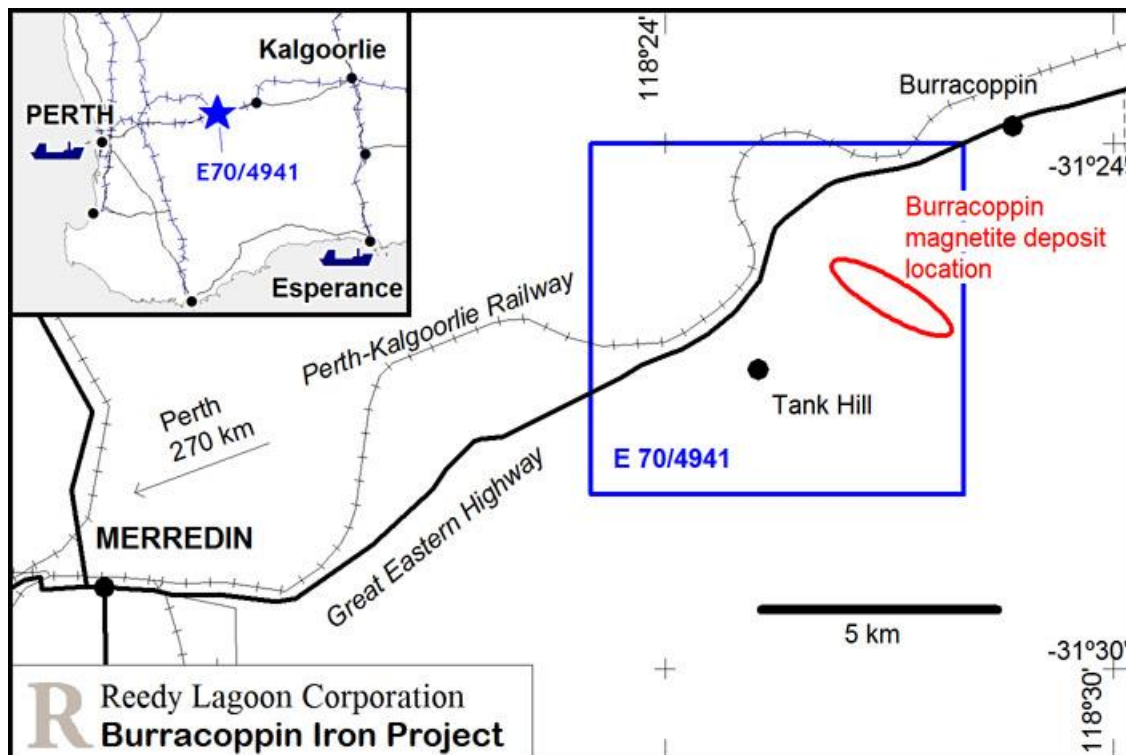 Kalgoorlie
PERTH
E70/4941
Esperance
118º24'
Burracoppin
-31º24'
Burracoppin
magnetite deposit
location
Perth-Kalgoorlie Railway
Tank Hill
Perth
270 km
E 70/4941
MERREDIN
Great Eastern Highway
5 km
-31º30'
118º30'
R Reedy Lagoon Corporation
Burracoppin Iron Project